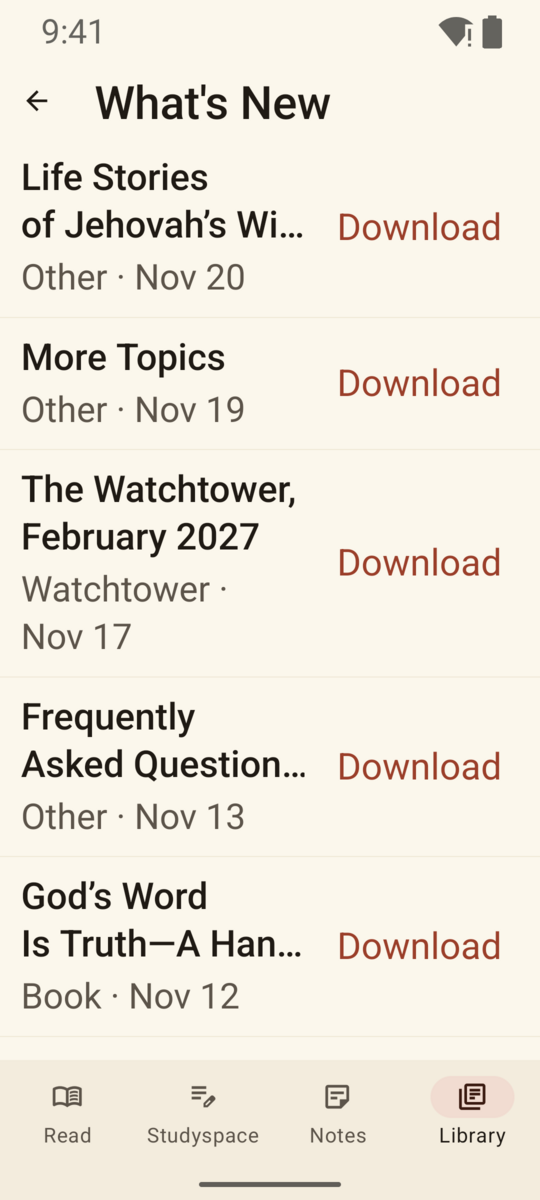 9:41
What's New
Life Stories
of Jehovah’s Wi…
Download
Other · Nov 20
More Topics
Download
Other · Nov 19
The Watchtower,
February 2027
Download
Watchtower ·
Nov 17
Frequently
Asked Question…
Download
Other · Nov 13
God’s Word
Is Truth—A Han…
Download
Book · Nov 12
Read
Studyspace
Notes
Library